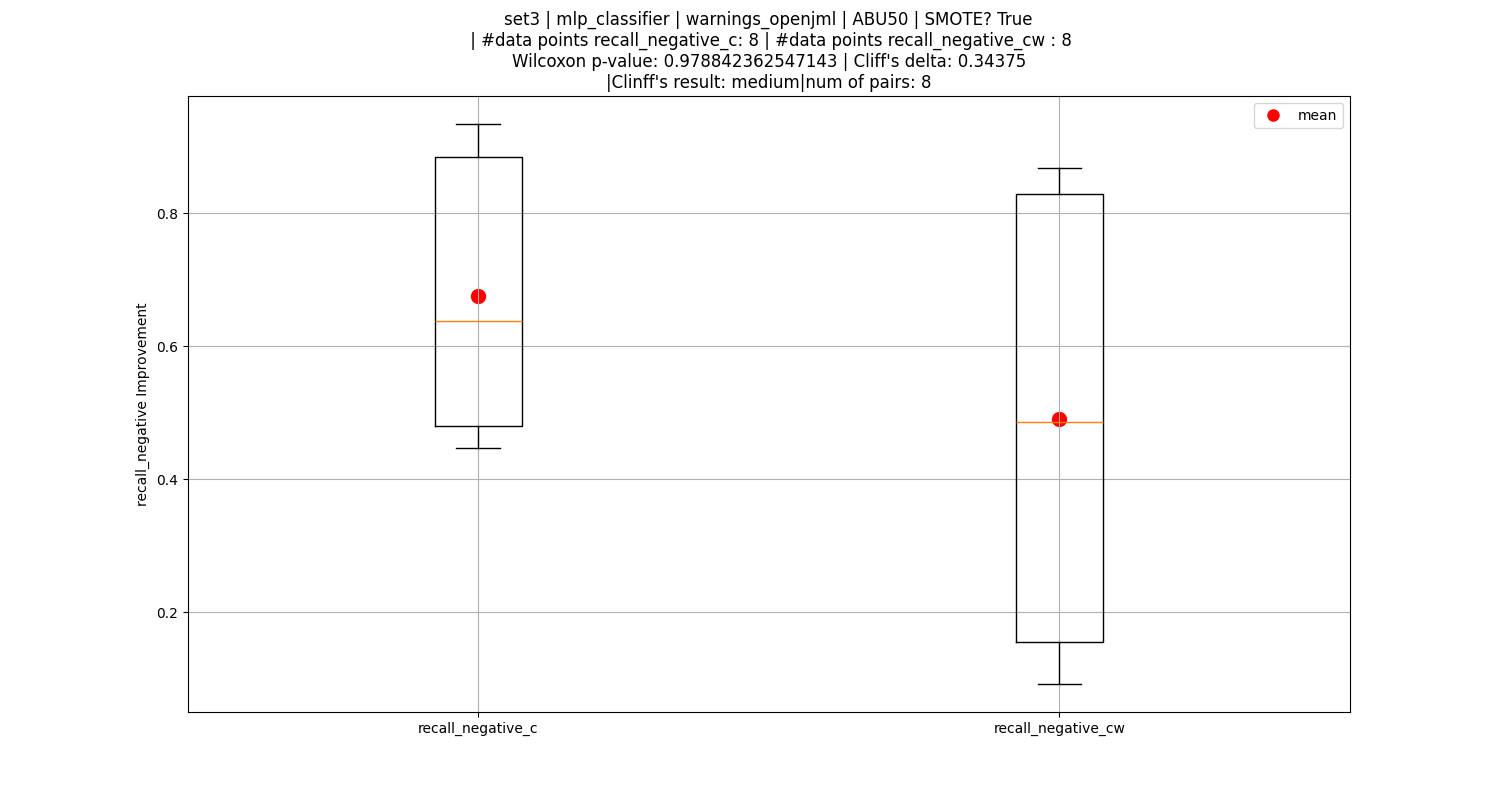 set3 | mlp_classifier | warnings_openjml | ABU50 | SMOTE? True
| #data points recall_negative_c: 8 | #data points recall_negative_cw : 8
Wilcoxon p-value: 0.978842362547143 | Cliff's delta: 0.34375
|Clinff's result: medium|num of pairs: 8
mean
recall_negative Improvement
0.8
0.6
0.4
0.2
recall_negative_c
recall_negative_cw